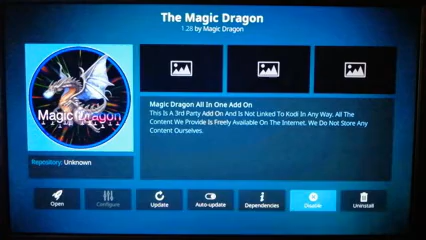 The Magic Dragon
1.28 by Magic Dragon
Magic Dragon
Magic Dragon All In One Add On
This Is A 3rd Party Add On And Is Not Linked To Kodi In Any Way. All The
Content We Provide Is Freely Available On The Internet. We Do Not Store Any
Content Ourselves.
Repository: Unknown
Open
Configure
Update
Auto-update
Dependencies
Disable
Uninstall